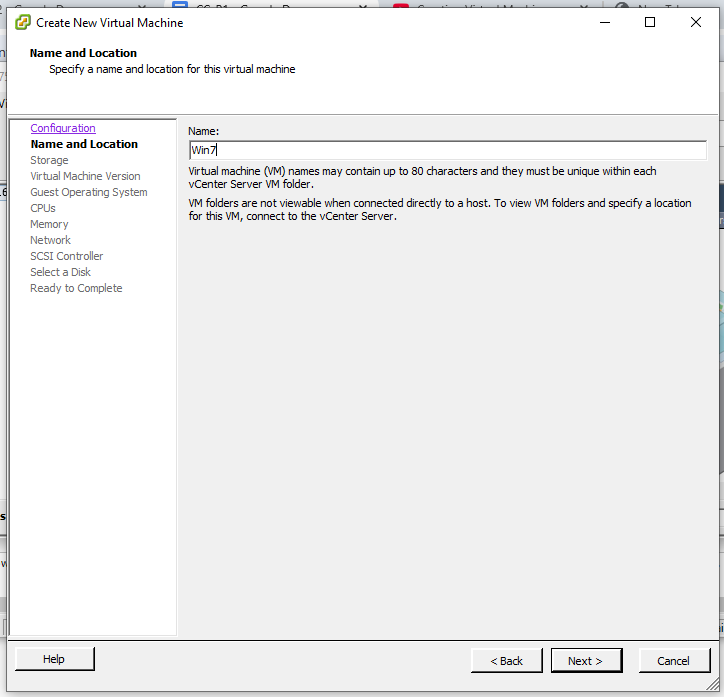 Create New Virtual Machine
Name and Location
Specify a name and location for this virtual machine
Configuration
Name and Location
Storage
Virtual Machine Version
Guest Operating System
CPUs
Memory
Network
SCSI Controller
Select a Disk
Ready to Complete
Name:
Win7
Virtual machine (VM) names may contain up to 80 characters and they must be unique within each
vCenter Server VM folder.
VM folders are not viewable when connected directly to a host. To view VM folders and specify a location
for this VM, connect to the vCenter Server.
Help
< Back
Next >
Cancel